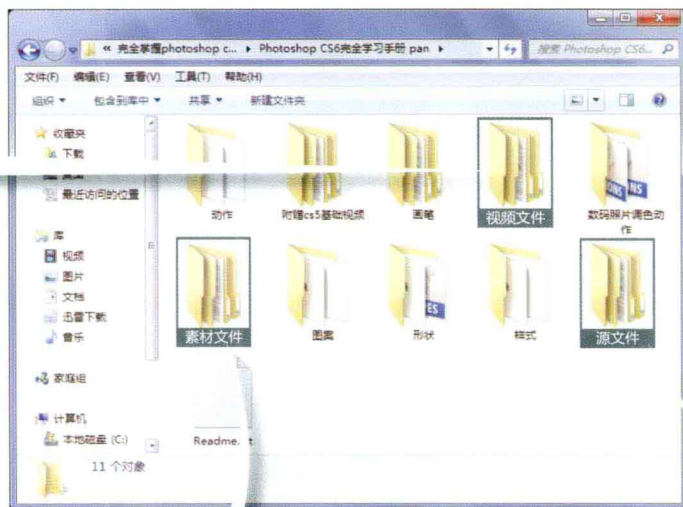 « 完全掌握photoshop c... ▸ Photoshop CS6完全学习手册 pan ▸
搜索 Photoshop CS6...
文件(F) 编辑(E) 查看(V) 工具(T) 帮助(H)
组织 ▼ 包含到库中 ▼ 共享 ▼ 新建文件夹
收藏夹
下载
最近访问的位置
库
视频
图片
文档
迅雷下载
音乐
家庭组
计算机
本地磁盘 (C:)
动作
附赠cs5基础视频
画笔
视频文件
数码照片调色动
作
素材文件
图案
形状
样式
源文件
Readme.
11 个对象